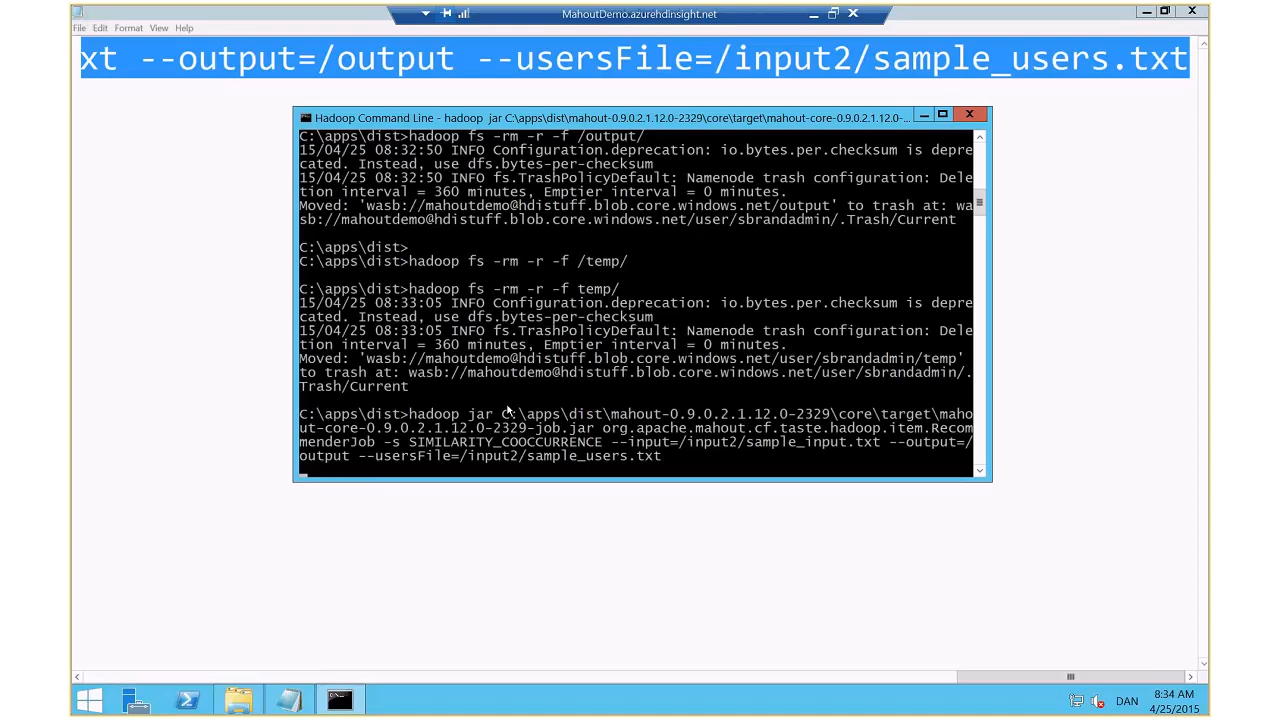 MahoutDemo.azurehdinsight.net
File Edit Format View Help
xt --output=/output --usersFile=/input2/sample_users.txt
Hadoop Command Line - hadoop jar C:\apps\dist\mahout-0.9.0.2.1.12.0-2329\core\target\mahout-core-0.9.0.2.1.12.0-...
C:\apps\dist>hadoop fs -rm -r -f /output/
15/04/25 08:32:50 INFO Configuration.deprecation: io.bytes.per.checksum is depre
cated. Instead, use dfs.bytes-per-checksum
15/04/25 08:32:50 INFO fs.TrashPolicyDefault: Namenode trash configuration: Dele
tion interval = 360 minutes, Emptier interval = 0 minutes.
Moved: 'wasb://mahoutdemo@hdistuff.blob.core.windows.net/output' to trash at: wa
sb://mahoutdemo@hdistuff.blob.core.windows.net/user/sbrandadmin/.Trash/Current
C:\apps\dist>
C:\apps\dist>hadoop fs -rm -r -f /temp/
C:\apps\dist>hadoop fs -rm -r -f temp/
15/04/25 08:33:05 INFO Configuration.deprecation: io.bytes.per.checksum is depre
cated. Instead, use dfs.bytes-per-checksum
15/04/25 08:33:05 INFO fs.TrashPolicyDefault: Namenode trash configuration: Dele
tion interval = 360 minutes, Emptier interval = 0 minutes.
Moved: 'wasb://mahoutdemo@hdistuff.blob.core.windows.net/user/sbrandadmin/temp'
to trash at: wasb://mahoutdemo@hdistuff.blob.core.windows.net/user/sbrandadmin/.
Trash/Current
C:\apps\dist>hadoop jar C:\apps\dist\mahout-0.9.0.2.1.12.0-2329\core\target\maho
ut-core-0.9.0.2.1.12.0-2329-job.jar org.apache.mahout.cf.taste.hadoop.item.Recom
menderJob -s SIMILARITY_COOCCURRENCE --input=/input2/sample_input.txt --output=/
output --usersFile=/input2/sample_users.txt
DAN
8:34 AM
4/25/2015